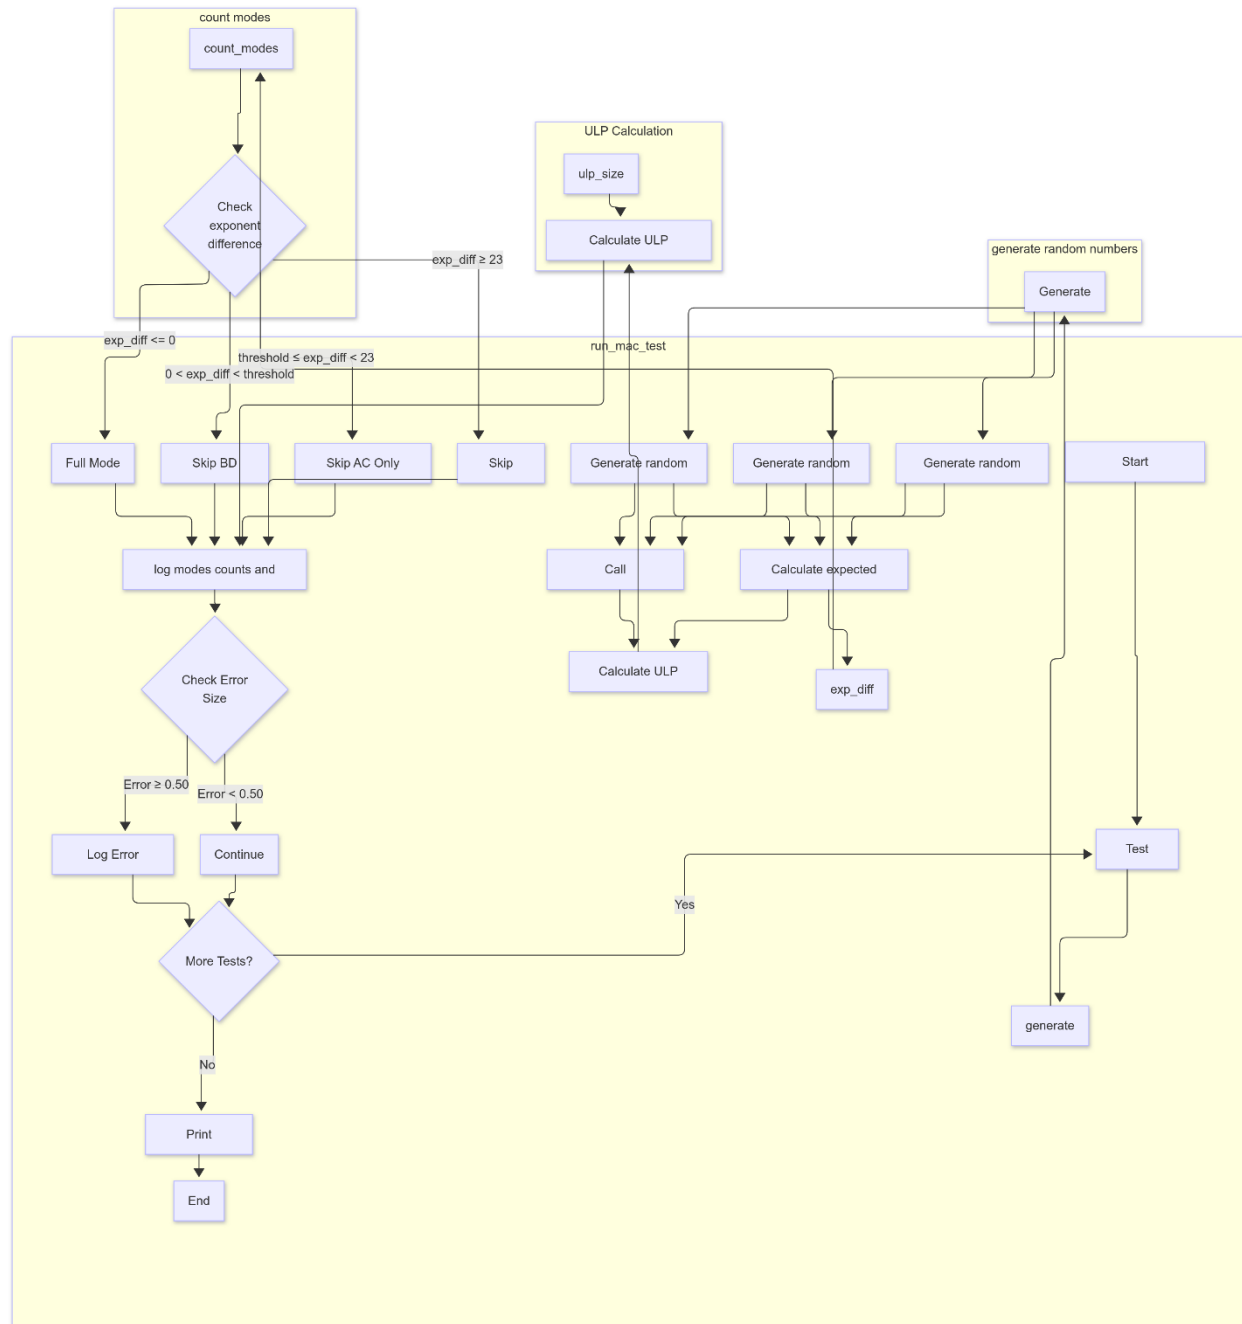 count modes
count_modes
Check
exponent
difference
ULP Calculation
ulp_size
Calculate ULP
generate random numbers
Generate
exp_diff ≥ 23
exp_diff <= 0
run_mac_test
threshold ≤ exp_diff < 23
0 < exp_diff < threshold
Full Mode
Skip BD
Skip AC Only
Skip
Generate random
Generate random
Generate random
Start
log modes counts and
Call
Calculate expected
Check Error
Size
Calculate ULP
exp_diff
Error ≥ 0.50
Error < 0.50
Log Error
Continue
Test
Yes
More Tests?
generate
No
Print
End